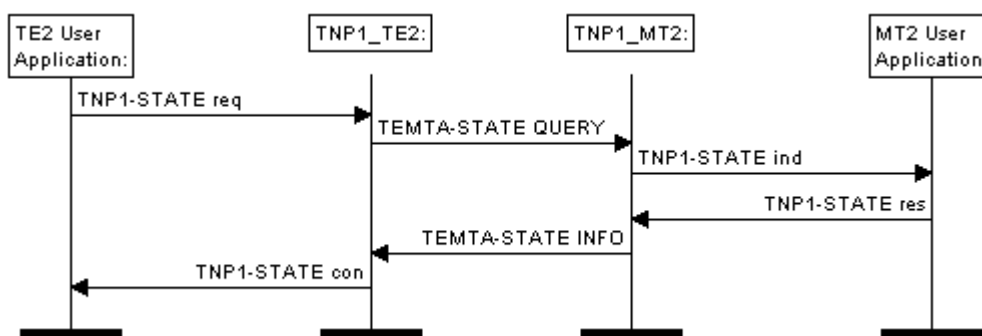 TE2 User
Application:
TNP1_TE2:
TNP1_MT2:
MT2 User
Application
TNP1-STATE req
TEMTA-STATE QUERY
TNP1-STATE ind
TNP1-STATE res
TEMTA-STATE INFO
TNP1-STATE con